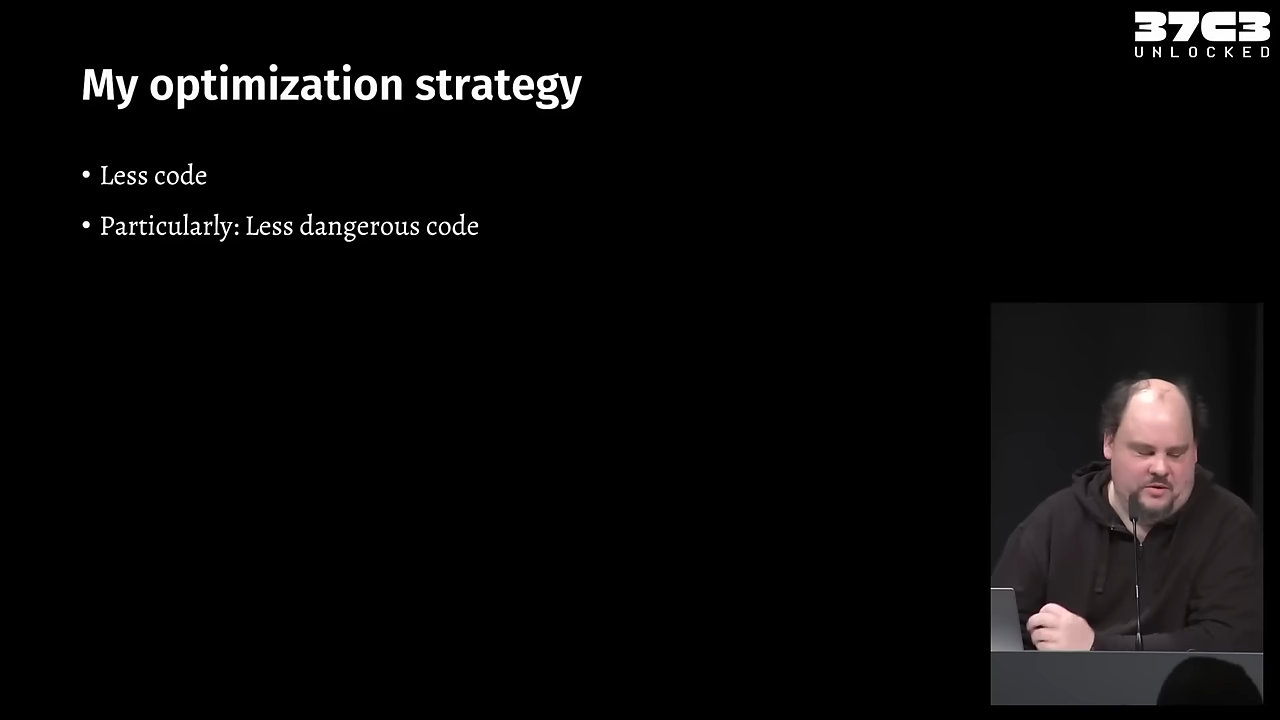 37C3
UNLOCKED
My optimization strategy
• Less code
• Particularly: Less dangerous code